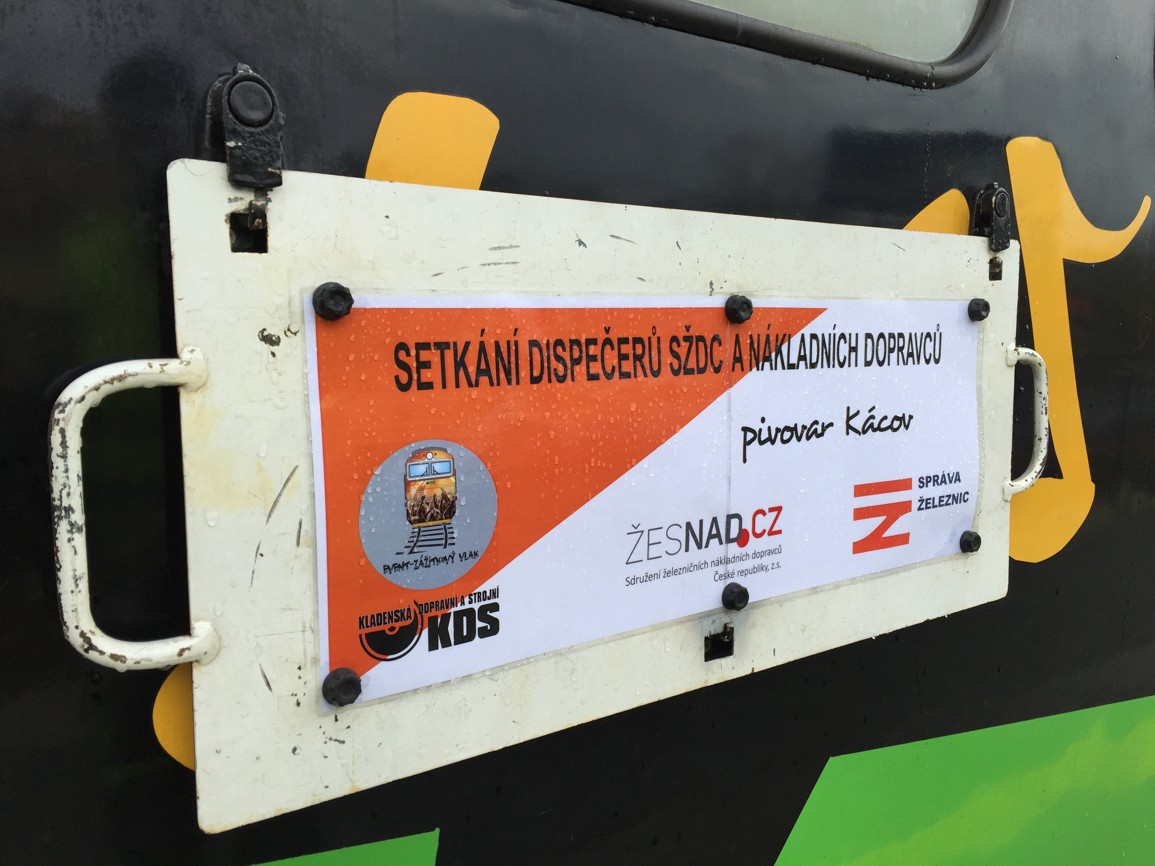 SETKÁNÍ DISPEČERŮ SŽDC A NÁKLADNÍCH DOPRAVCŮ
pivovar Kácov
EVENT-ZÁŽITKOVÝ VLAK
KLADENSKÁ DOPRAVNÍ A STROJNÍ
KDS
ŽESNAD.CZ
Sdružení železničních nákladních dopravců
České republiky, z.s.
SPRÁVA
ŽELEZNIC